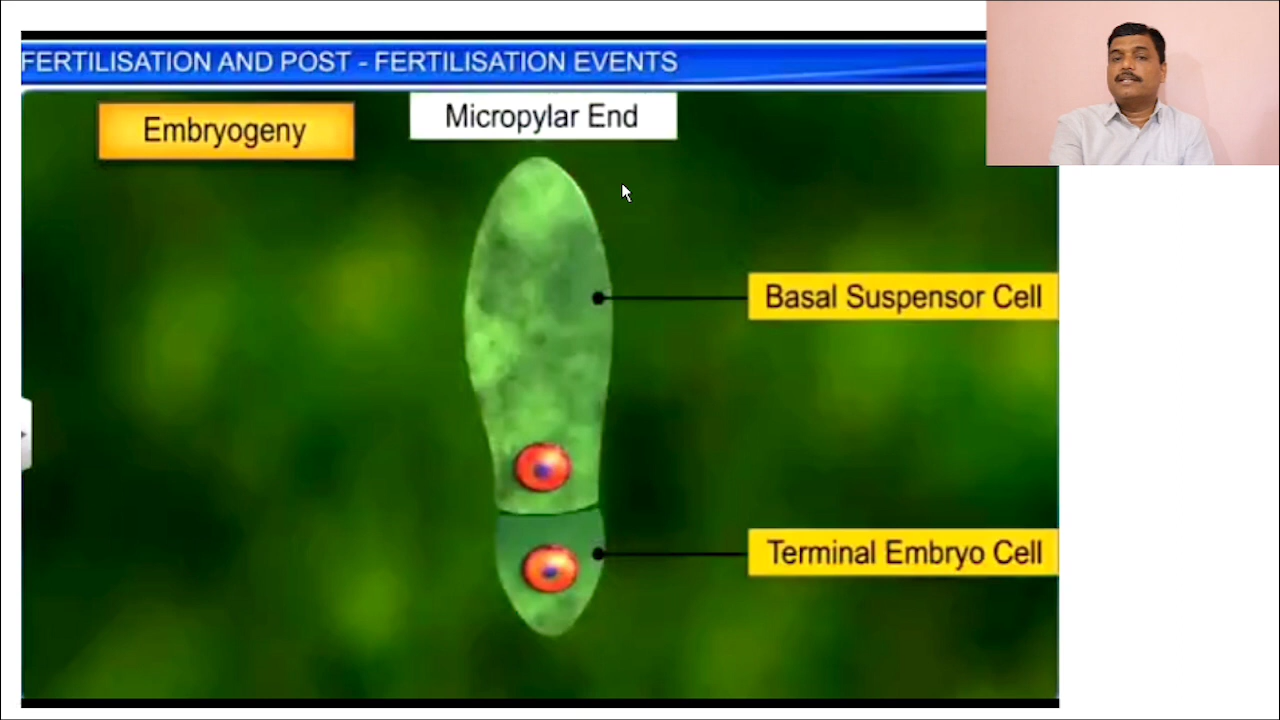 FERTILISATION AND POST - FERTILISATION EVENTS
Embryogeny
Micropylar End
Basal Suspensor Cell
Terminal Embryo Cell